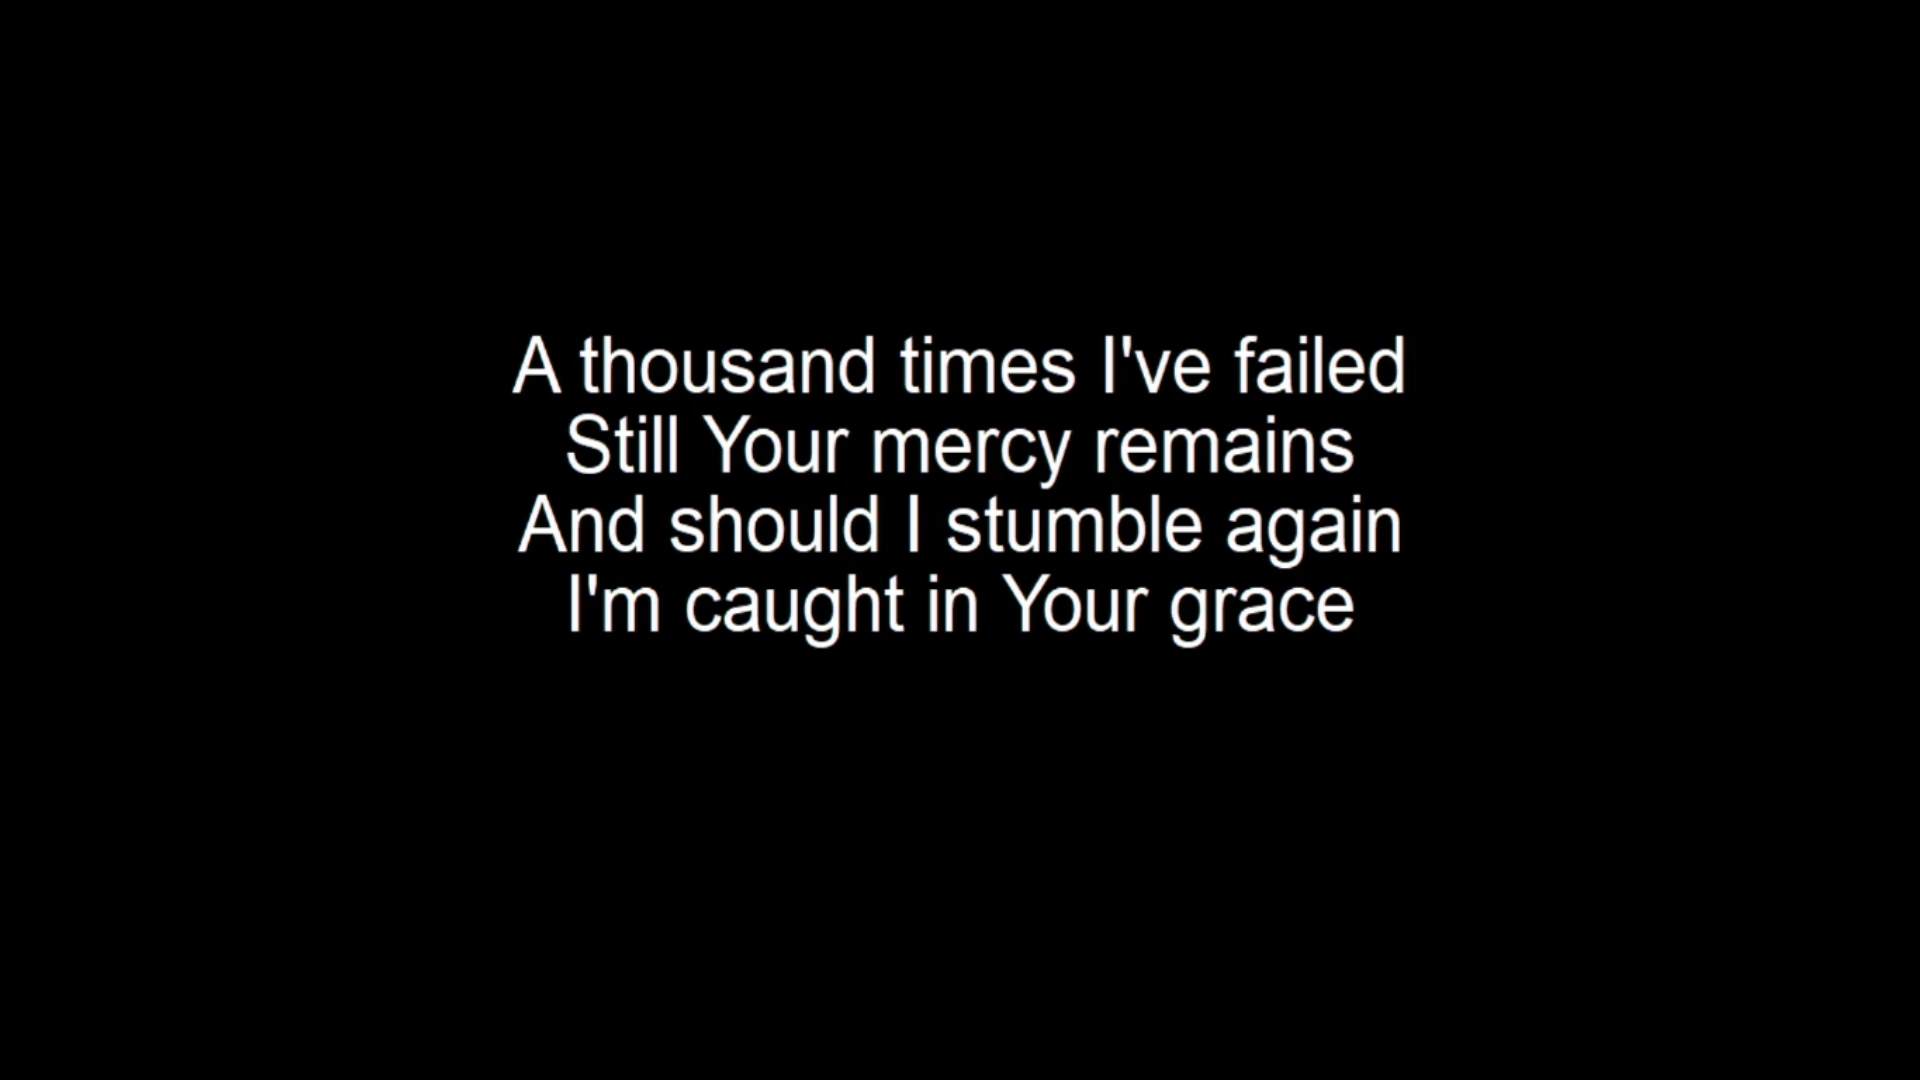 A thousand times I've failed
Still Your mercy remains
And should I stumble again
I'm caught in Your grace